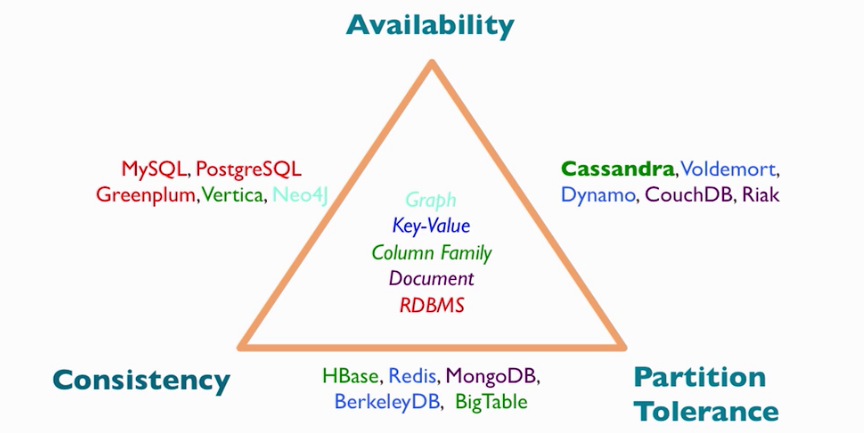 Availability
MySQL, PostgreSQL
Greenplum,Vertica, Neo4J
Cassandra,Voldemort,
Dynamo, CouchDB, Riak
Graph
Key-Value
Column Family
Document
RDBMS
Consistency
HBase, Redis, MongoDB,
BerkeleyDB, BigTable
Partition
Tolerance